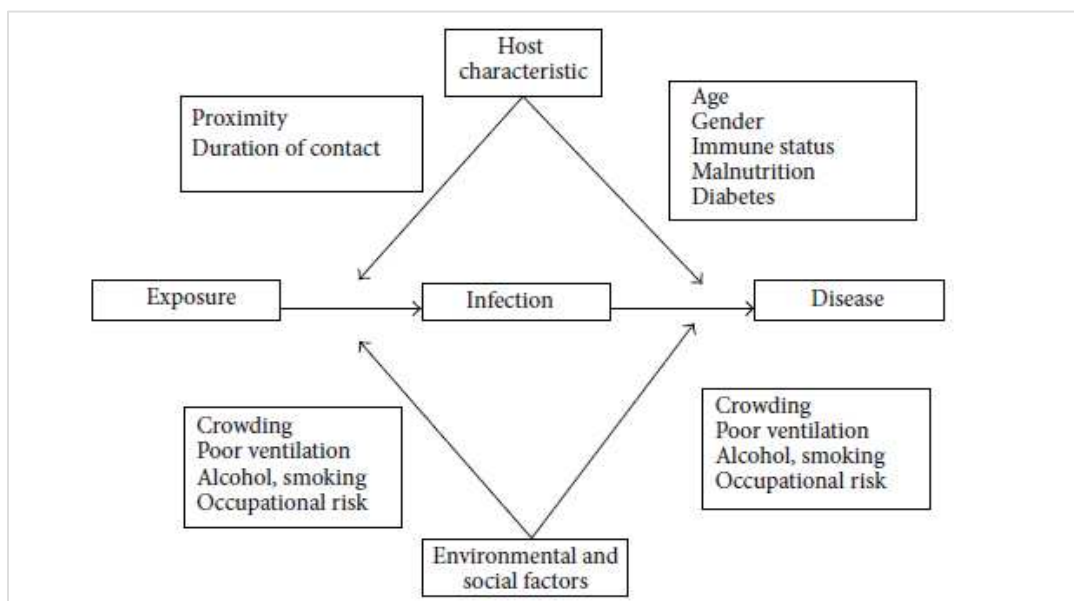 Host
characteristic
Proximity
Duration of contact
Age
Gender
Immune status
Malnutrition
Diabetes
Exposure
Infection
Disease
Crowding
Poor ventilation
Alcohol, smoking
Occupational risk
Crowding
Poor ventilation
Alcohol, smoking
Occupational risk
Environmental and
social factors